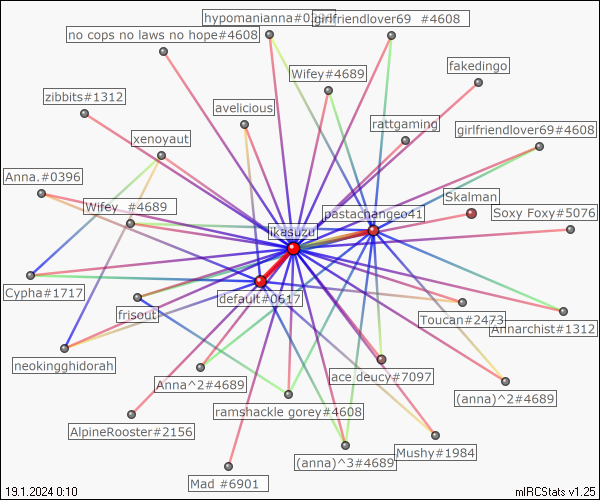 hypomanianna#0
girlfriendlover69 #4608
no cops no laws no hope#4608
Wifey#4689
fakedingo
zibbits#1312
avelicious
rattgaming
girlfriendlover69#4608
xenoyaut
Anna.#0396
Skalman
Wifey #4689
pastachangeo41
Soxy Foxy#5076
ikasuzu
Cypha#1717
default#0617
frisout
Toucan#2473
Annarchist#1312
neokingghidorah
Anna^2#4689
ace deucy#7097
(anna)^2#4689
ramshackle gorey#4608
AlpineRooster#2156
Mushy#1984
(anna)^3#4689
Mad #6901
19.1.2024 0:10
mIRCStats v1.25